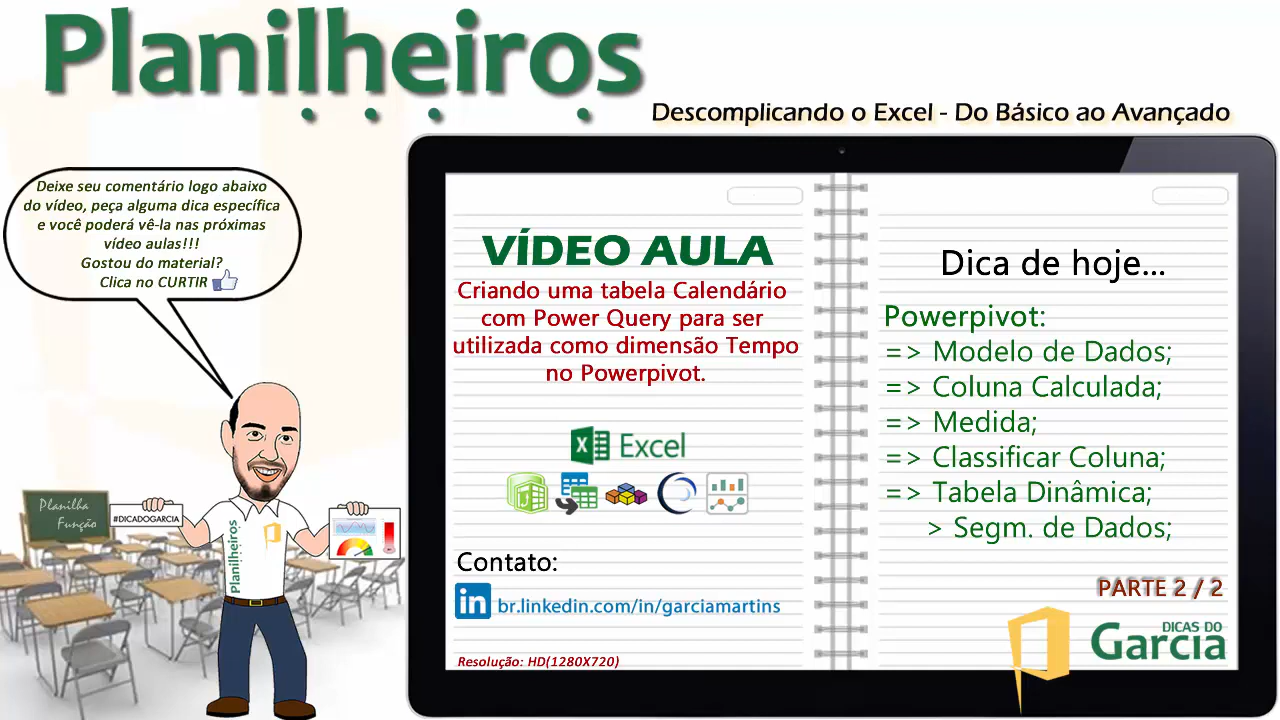 Planilheiros
Descomplicando o Excel - Do Básico ao Avançado
Deixe seu comentário logo abaixo
do vídeo, peça alguma dica específica
e você poderá vê-la nas próximas
vídeo aulas!!!
Gostou do material?
Clica no CURTIR
Planilha
Função
#DICADOGARCIA
Planilheiros
VÍDEO AULA
Criando uma tabela Calendário
com Power Query para ser
utilizada como dimensão Tempo
no Powerpivot.
Excel
Contato:
in br.linkedin.com/in/garciamartins
Resolução: HD(1280X720)
Dica de hoje...
Powerpivot:
=> Modelo de Dados;
=> Coluna Calculada;
=> Medida;
=> Classificar Coluna;
=> Tabela Dinâmica;
> Segm. de Dados;
PARTE 2 / 2
DICAS DO
Garcia